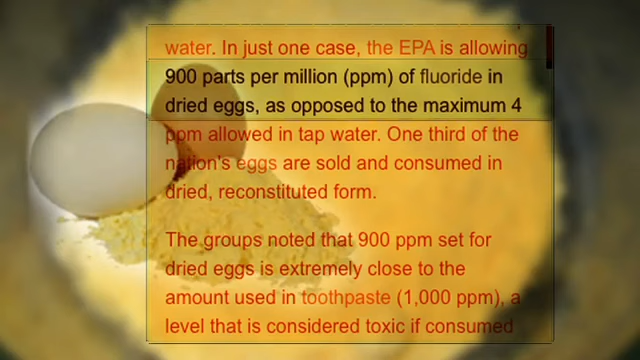 water. In just one case, the EPA is allowing
900 parts per million (ppm) of fluoride in
dried eggs, as opposed to the maximum 4
ppm allowed in tap water. One third of the
nation's eggs are sold and consumed in
dried, reconstituted form.
The groups noted that 900 ppm set for
dried eggs is extremely close to the
amount used in toothpaste (1,000 ppm), a
level that is considered toxic if consumed